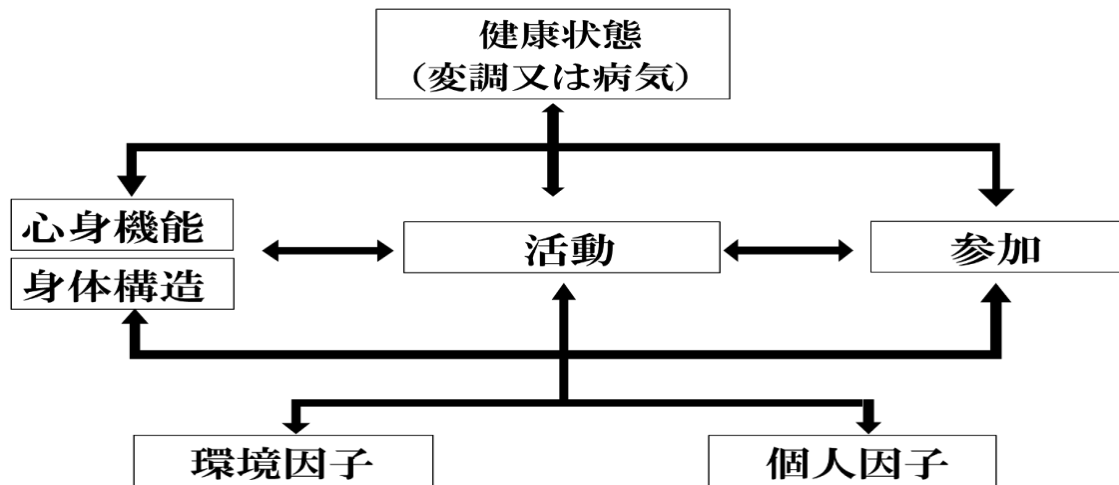 健康状態
（変調又は病気）
心身機能
活動
参加
身体構造
環境因子
個人因子